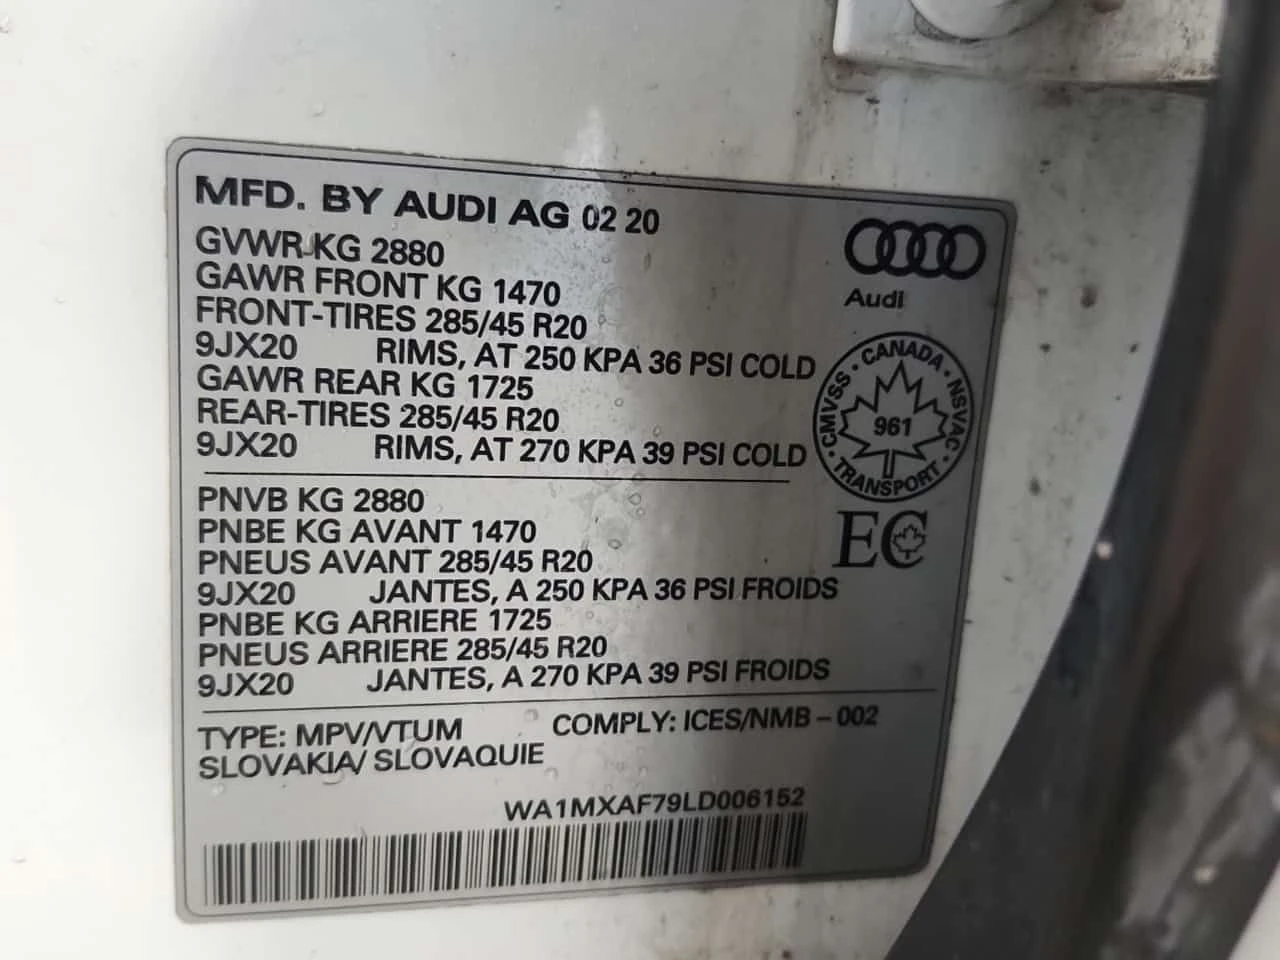 MFD. BY AUDI AG 02 20
GVWR KG 2880
GAWR FRONT KG 1470
FRONT-TIRES 285/45 R20
9JX20 RIMS, AT 250 KPA 36 PSI COLD
GAWR REAR KG 1725
REAR-TIRES 285/45 R20
9JX20 RIMS, AT 270 KPA 39 PSI COLD
Audi
CMVSS · CANADA · NSVAC · TRANSPORT ·
961
EC
PNVB KG 2880
PNBE KG AVANT 1470
PNEUS AVANT 285/45 R20
9JX20 JANTES, A 250 KPA 36 PSI FROIDS
PNBE KG ARRIERE 1725
PNEUS ARRIERE 285/45 R20
9JX20 JANTES, A 270 KPA 39 PSI FROIDS
TYPE: MPV/VTUM COMPLY: ICES/NMB – 002
SLOVAKIA/ SLOVAQUIE
WA1MXAF79LD006152